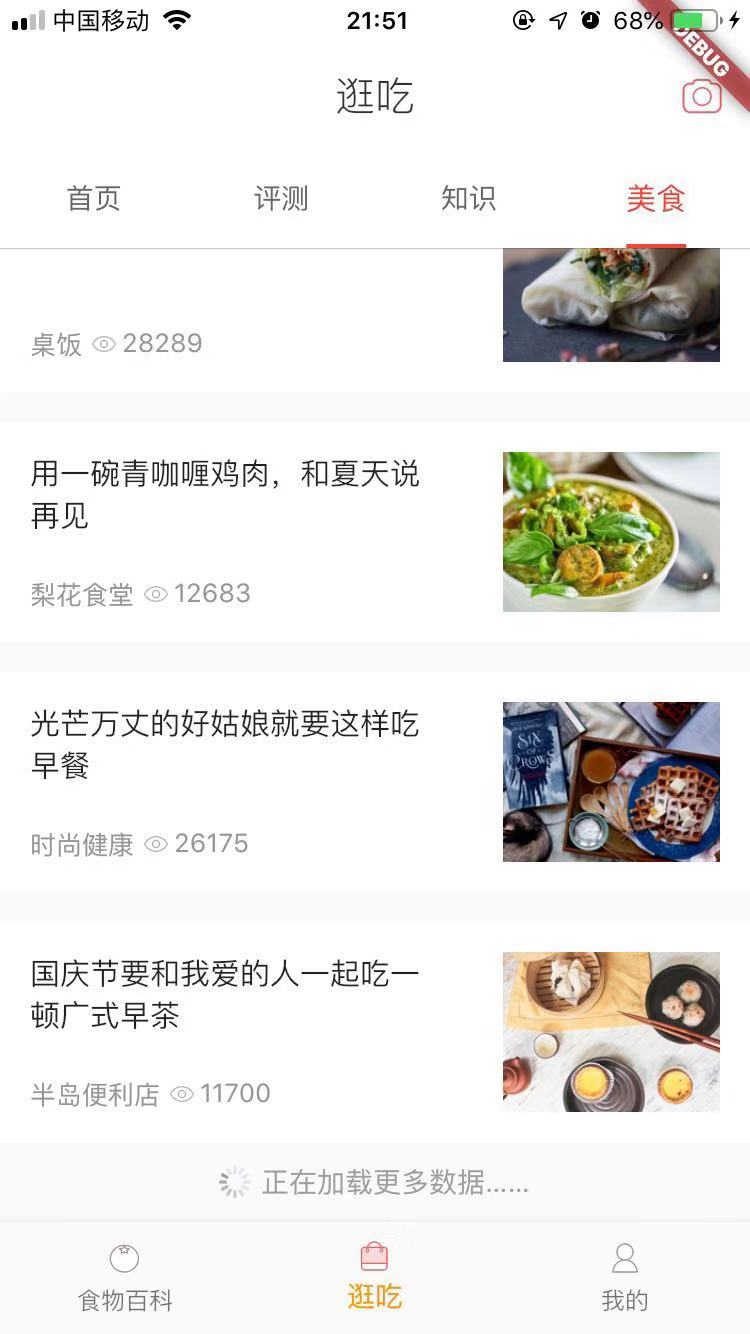 中国移动 21:51 68%
DEBUG
逛吃
首页 评测 知识 美食
桌饭 28289
用一碗青咖喱鸡肉，和夏天说
再见
梨花食堂 12683
光芒万丈的好姑娘就要这样吃
早餐
SIX
OF
CROWS
时尚健康 26175
国庆节要和我爱的人一起吃一
顿广式早茶
半岛便利店 11700
正在加载更多数据......
食物百科 逛吃 我的